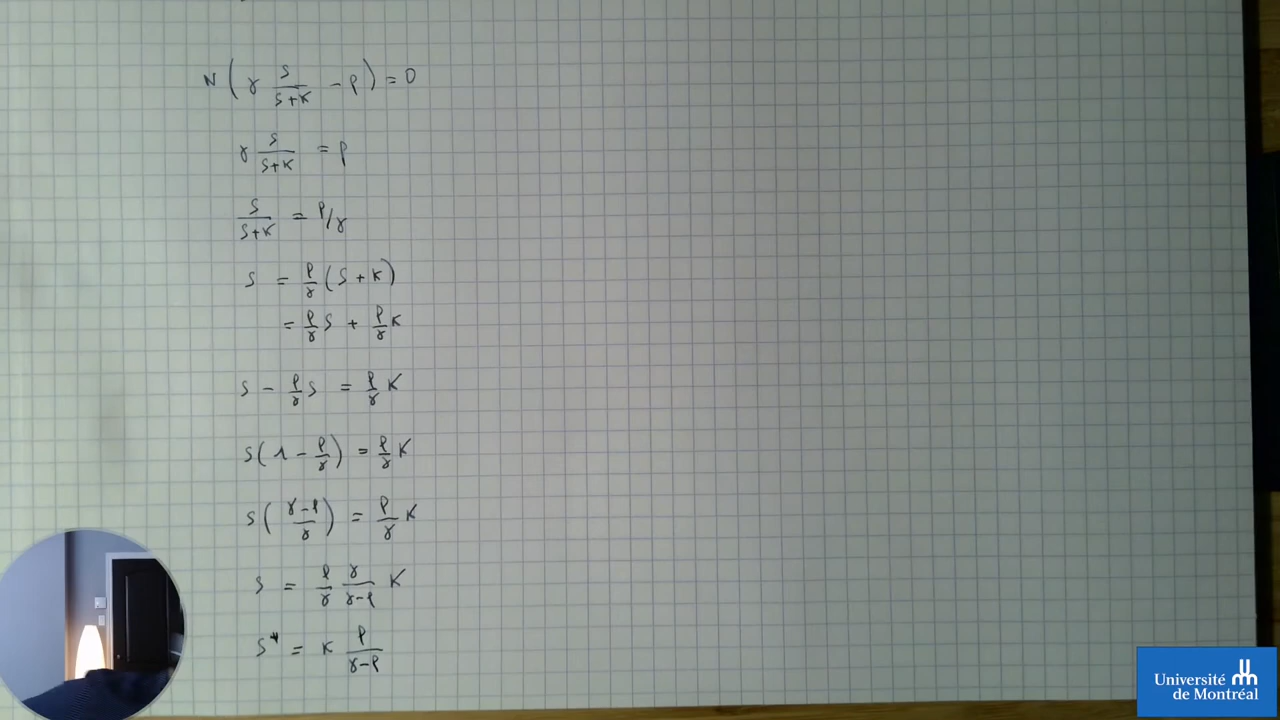 N ( γ S/(S+K) − ρ ) = 0
γ S/(S+K) = ρ
S/(S+K) = ρ/γ
S = ρ/γ (S + K)
= ρ/γ S + ρ/γ K
S − ρ/γ S = ρ/γ K
S ( 1 − ρ/γ ) = ρ/γ K
S ( (γ−ρ)/γ ) = ρ/γ K
S = ρ/γ γ/(γ−ρ) K
S* = K ρ/(γ−ρ)
Université
de Montréal